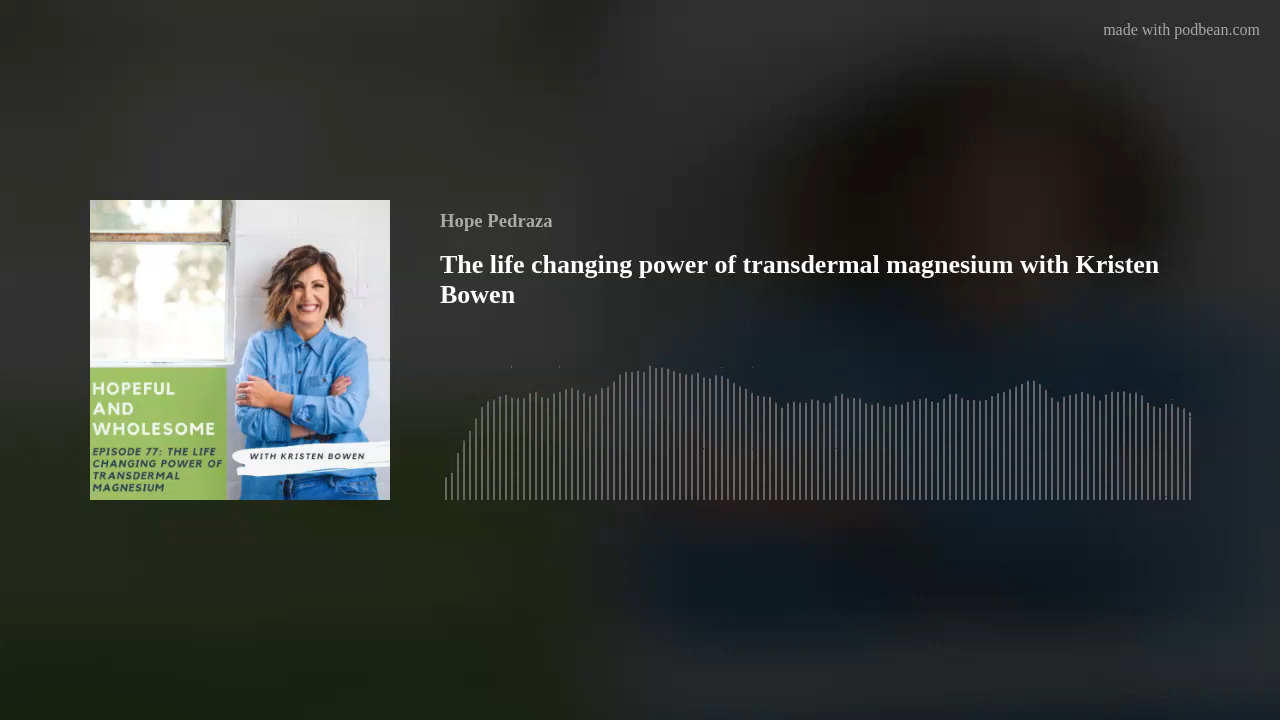 made with podbean.com
Hope Pedraza
The life changing power of transdermal magnesium with Kristen
Bowen
HOPEFUL
AND
WHOLESOME
EPISODE 77: THE LIFE
CHANGING POWER OF
TRANSDERMAL
MAGNESIUM
WITH KRISTEN BOWEN